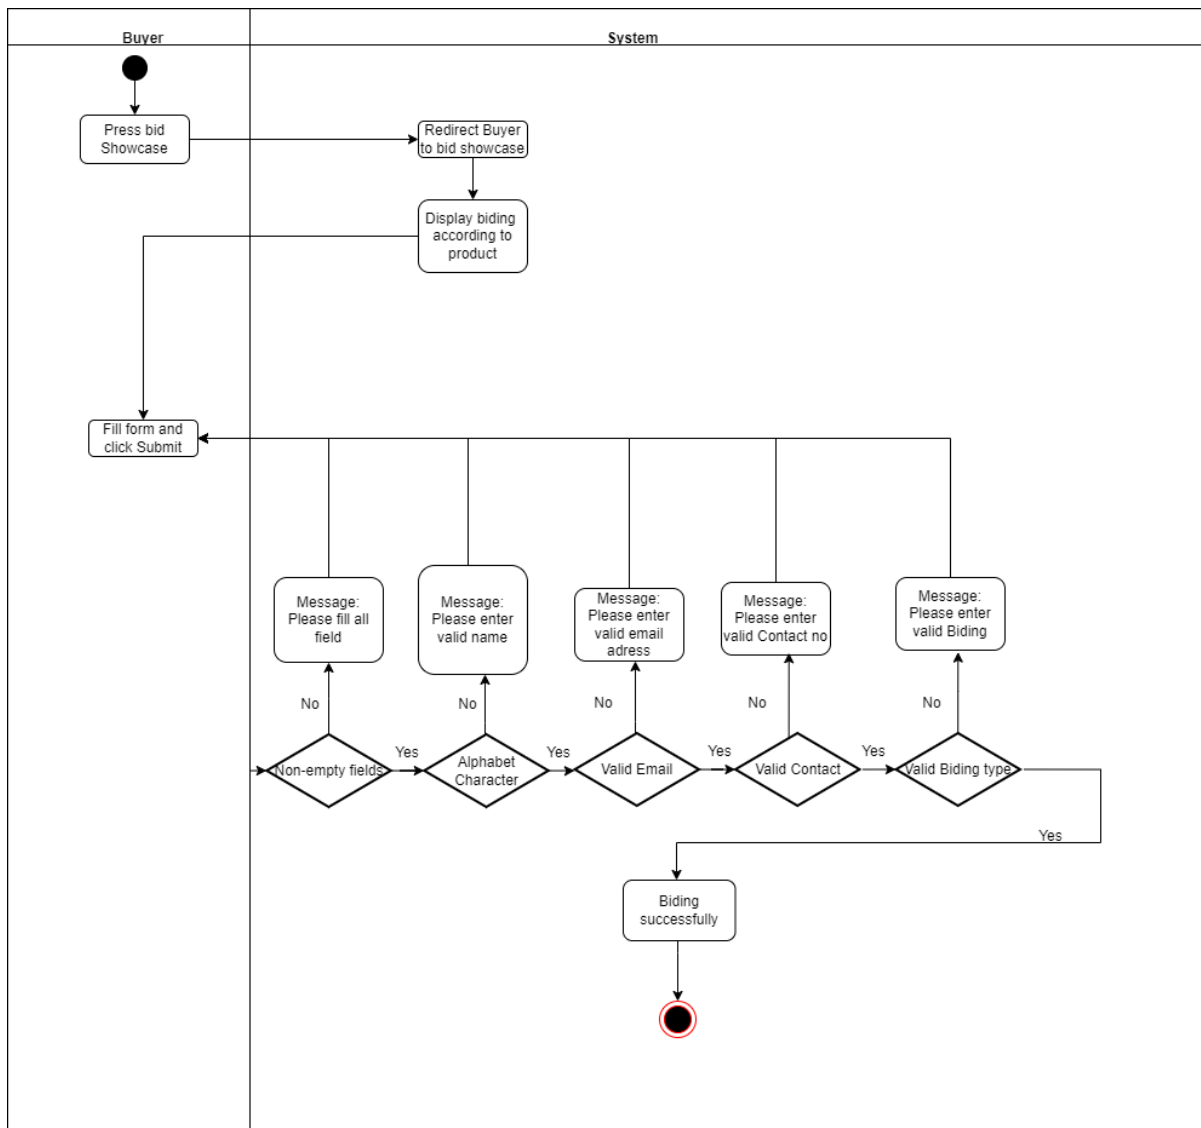 Buyer
System
Press bid
Showcase
Redirect Buyer
to bid showcase
Display biding
according to
product
Fill form and
click Submit
Message:
Please fill all
field
Message:
Please enter
valid name
Message:
Please enter
valid email
adress
Message:
Please enter
valid Contact no
Message:
Please enter
valid Biding
No
No
No
No
No
Non-empty fields
Yes
Alphabet
Character
Yes
Valid Email
Yes
Valid Contact
Yes
Valid Biding type
Yes
Biding
successfully